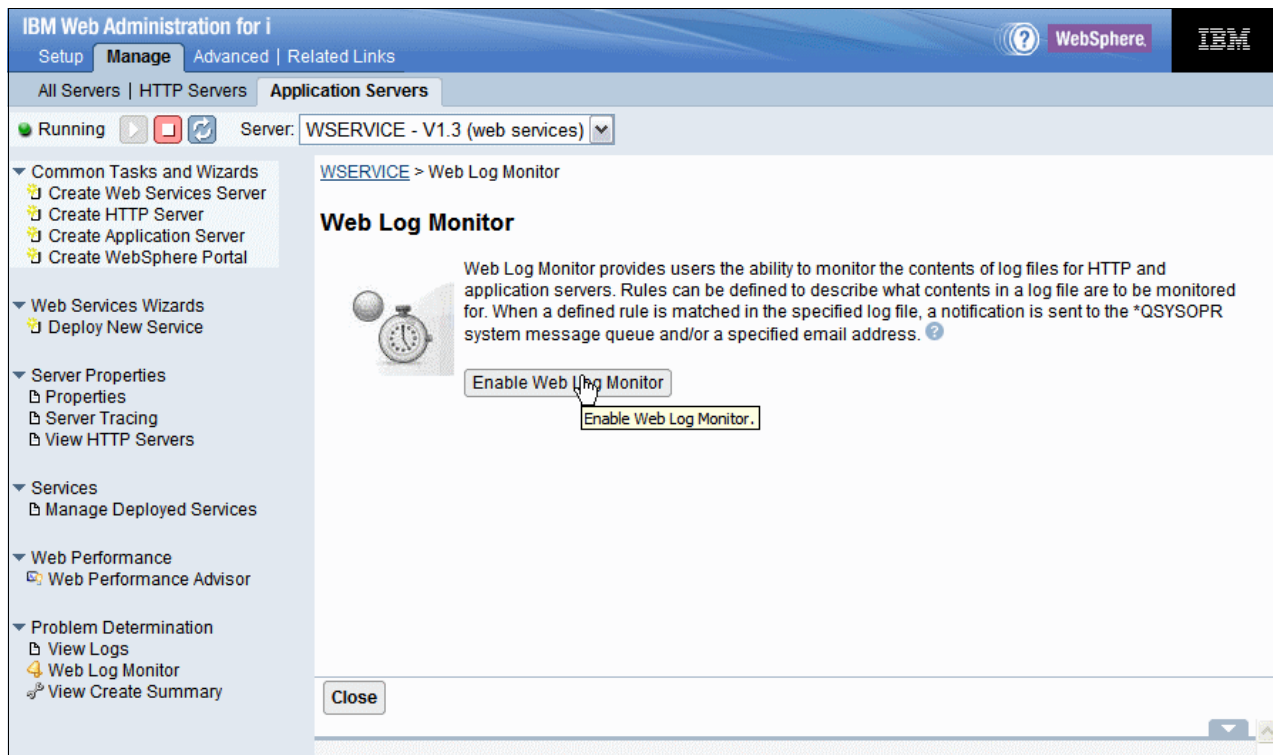 IBM Web Administration for i
Setup Manage Advanced | Related Links
? WebSphere. IBM
All Servers | HTTP Servers Application Servers
Running Server: WSERVICE - V1.3 (web services)
Common Tasks and Wizards
Create Web Services Server
Create HTTP Server
Create Application Server
Create WebSphere Portal
Web Services Wizards
Deploy New Service
Server Properties
Properties
Server Tracing
View HTTP Servers
Services
Manage Deployed Services
Web Performance
Web Performance Advisor
Problem Determination
View Logs
Web Log Monitor
View Create Summary
WSERVICE > Web Log Monitor
Web Log Monitor
Web Log Monitor provides users the ability to monitor the contents of log files for HTTP and
application servers. Rules can be defined to describe what contents in a log file are to be monitored
for. When a defined rule is matched in the specified log file, a notification is sent to the *QSYSOPR
system message queue and/or a specified email address. ?
Enable Web Log Monitor
Enable Web Log Monitor.
Close